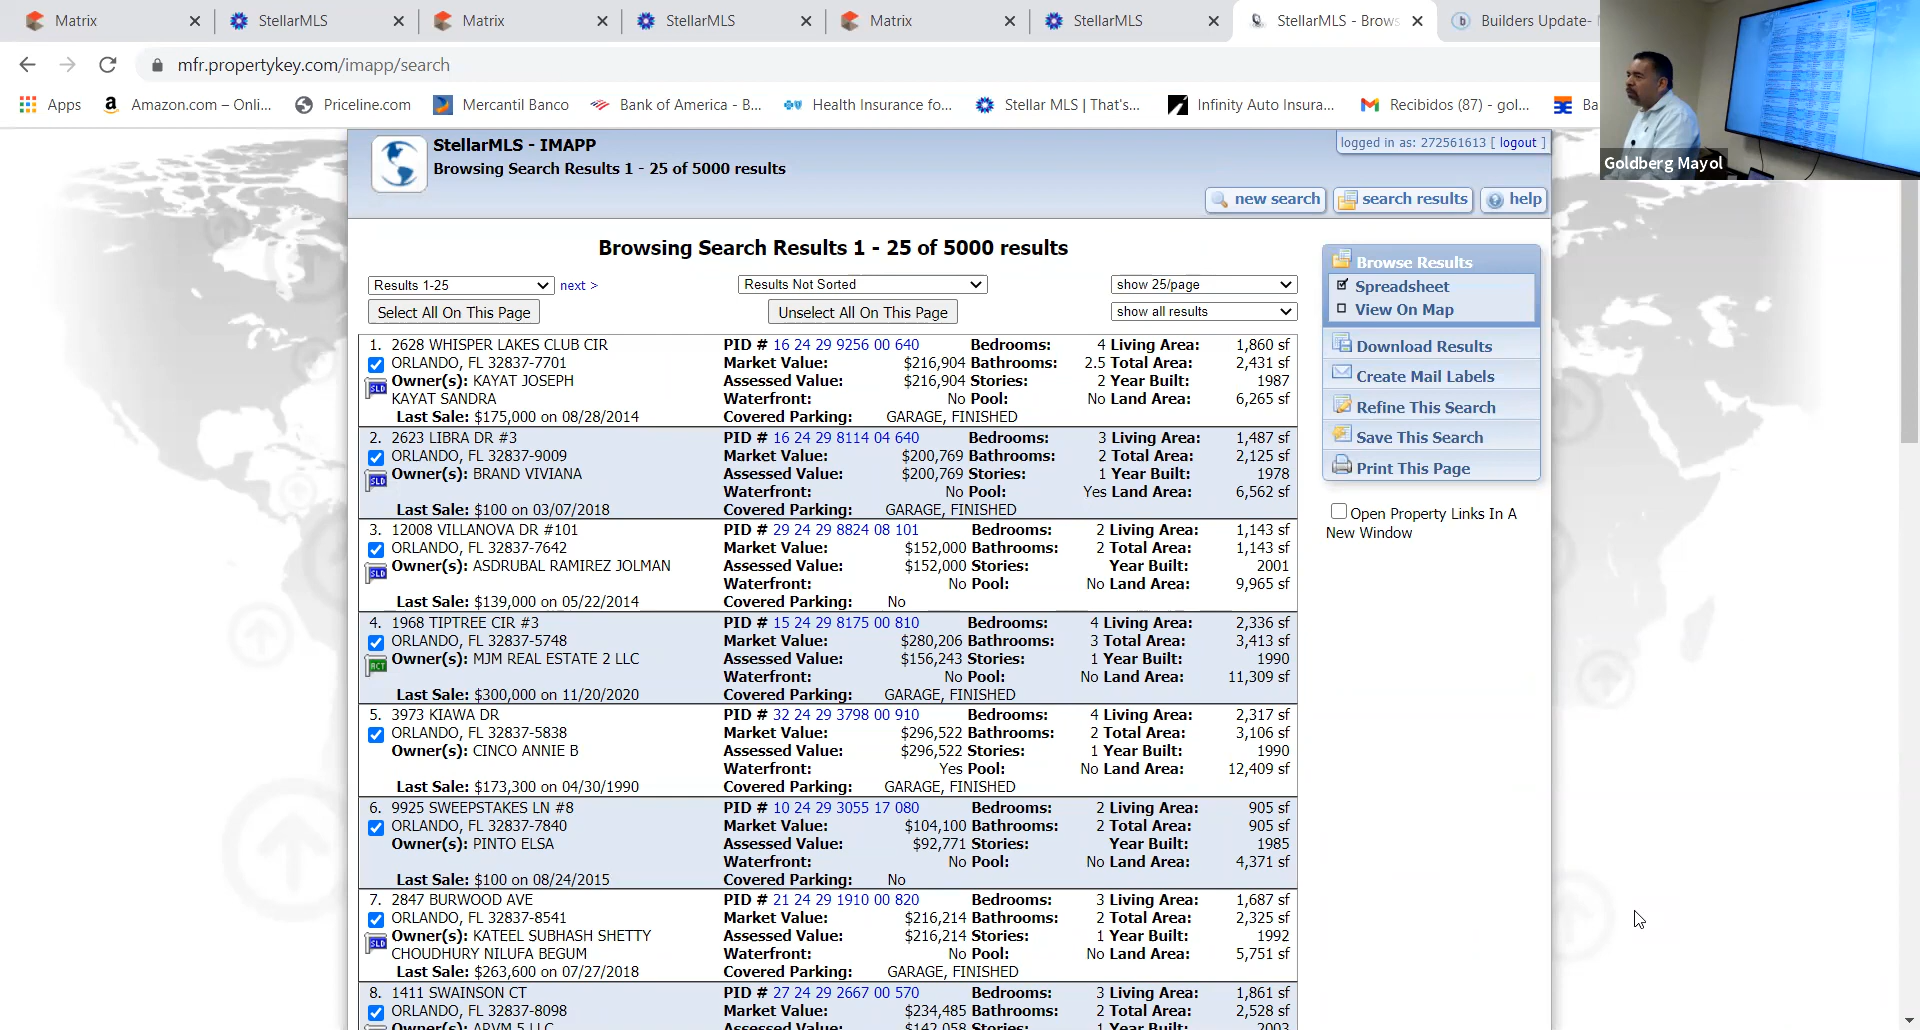 Matrix
StellarMLS
Matrix
StellarMLS
Matrix
StellarMLS
StellarMLS - Brows
Builders Update-
mfr.propertykey.com/imapp/search
Apps
Amazon.com – Onli...
Priceline.com
Mercantil Banco
Bank of America - B...
Health Insurance fo...
Stellar MLS | That's...
Infinity Auto Insura...
Recibidos (87) - gol...
Ba
Goldberg Mayol
StellarMLS - IMAPP
Browsing Search Results 1 - 25 of 5000 results
logged in as: 272561613 [ logout ]
new search
search results
help
Browsing Search Results 1 - 25 of 5000 results
Results 1-25
next >
Results Not Sorted
show 25/page
Select All On This Page
Unselect All On This Page
show all results
1. 2628 WHISPER LAKES CLUB CIR PID # 16 24 29 9256 00 640 Bedrooms: 4 Living Area: 1,860 sf
ORLANDO, FL 32837-7701 Market Value: $216,904 Bathrooms: 2.5 Total Area: 2,431 sf
SLD Owner(s): KAYAT JOSEPH Assessed Value: $216,904 Stories: 2 Year Built: 1987
KAYAT SANDRA Waterfront: No Pool: No Land Area: 6,265 sf
Last Sale: $175,000 on 08/28/2014 Covered Parking: GARAGE, FINISHED
2. 2623 LIBRA DR #3 PID # 16 24 29 8114 04 640 Bedrooms: 3 Living Area: 1,487 sf
ORLANDO, FL 32837-9009 Market Value: $200,769 Bathrooms: 2 Total Area: 2,125 sf
SLD Owner(s): BRAND VIVIANA Assessed Value: $200,769 Stories: 1 Year Built: 1978
Waterfront: No Pool: Yes Land Area: 6,562 sf
Last Sale: $100 on 03/07/2018 Covered Parking: GARAGE, FINISHED
3. 12008 VILLANOVA DR #101 PID # 29 24 29 8824 08 101 Bedrooms: 2 Living Area: 1,143 sf
ORLANDO, FL 32837-7642 Market Value: $152,000 Bathrooms: 2 Total Area: 1,143 sf
SLD Owner(s): ASDRUBAL RAMIREZ JOLMAN Assessed Value: $152,000 Stories: Year Built: 2001
Waterfront: No Pool: No Land Area: 9,965 sf
Last Sale: $139,000 on 05/22/2014 Covered Parking: No
4. 1968 TIPTREE CIR #3 PID # 15 24 29 8175 00 810 Bedrooms: 4 Living Area: 2,336 sf
ORLANDO, FL 32837-5748 Market Value: $280,206 Bathrooms: 3 Total Area: 3,413 sf
ACT Owner(s): MJM REAL ESTATE 2 LLC Assessed Value: $156,243 Stories: 1 Year Built: 1990
Waterfront: No Pool: No Land Area: 11,309 sf
Last Sale: $300,000 on 11/20/2020 Covered Parking: GARAGE, FINISHED
5. 3973 KIAWA DR PID # 32 24 29 3798 00 910 Bedrooms: 4 Living Area: 2,317 sf
ORLANDO, FL 32837-5838 Market Value: $296,522 Bathrooms: 2 Total Area: 3,106 sf
Owner(s): CINCO ANNIE B Assessed Value: $296,522 Stories: 1 Year Built: 1990
Waterfront: Yes Pool: No Land Area: 12,409 sf
Last Sale: $173,300 on 04/30/1990 Covered Parking: GARAGE, FINISHED
6. 9925 SWEEPSTAKES LN #8 PID # 10 24 29 3055 17 080 Bedrooms: 2 Living Area: 905 sf
ORLANDO, FL 32837-7840 Market Value: $104,100 Bathrooms: 2 Total Area: 905 sf
Owner(s): PINTO ELSA Assessed Value: $92,771 Stories: Year Built: 1985
Waterfront: No Pool: No Land Area: 4,371 sf
Last Sale: $100 on 08/24/2015 Covered Parking: No
7. 2847 BURWOOD AVE PID # 21 24 29 1910 00 820 Bedrooms: 3 Living Area: 1,687 sf
ORLANDO, FL 32837-8541 Market Value: $216,214 Bathrooms: 2 Total Area: 2,325 sf
SLD Owner(s): KATEEL SUBHASH SHETTY Assessed Value: $216,214 Stories: 1 Year Built: 1992
CHOUDHURY NILUFA BEGUM Waterfront: No Pool: No Land Area: 5,751 sf
Last Sale: $263,600 on 07/27/2018 Covered Parking: GARAGE, FINISHED
8. 1411 SWAINSON CT PID # 27 24 29 2667 00 570 Bedrooms: 3 Living Area: 1,861 sf
ORLANDO, FL 32837-8098 Market Value: $234,485 Bathrooms: 2 Total Area: 2,528 sf
Owner(s): ARVM 5 LLC Assessed Value: $142,058 Stories: 1 Year Built: 2003
Browse Results
Spreadsheet
View On Map
Download Results
Create Mail Labels
Refine This Search
Save This Search
Print This Page
Open Property Links In A
New Window